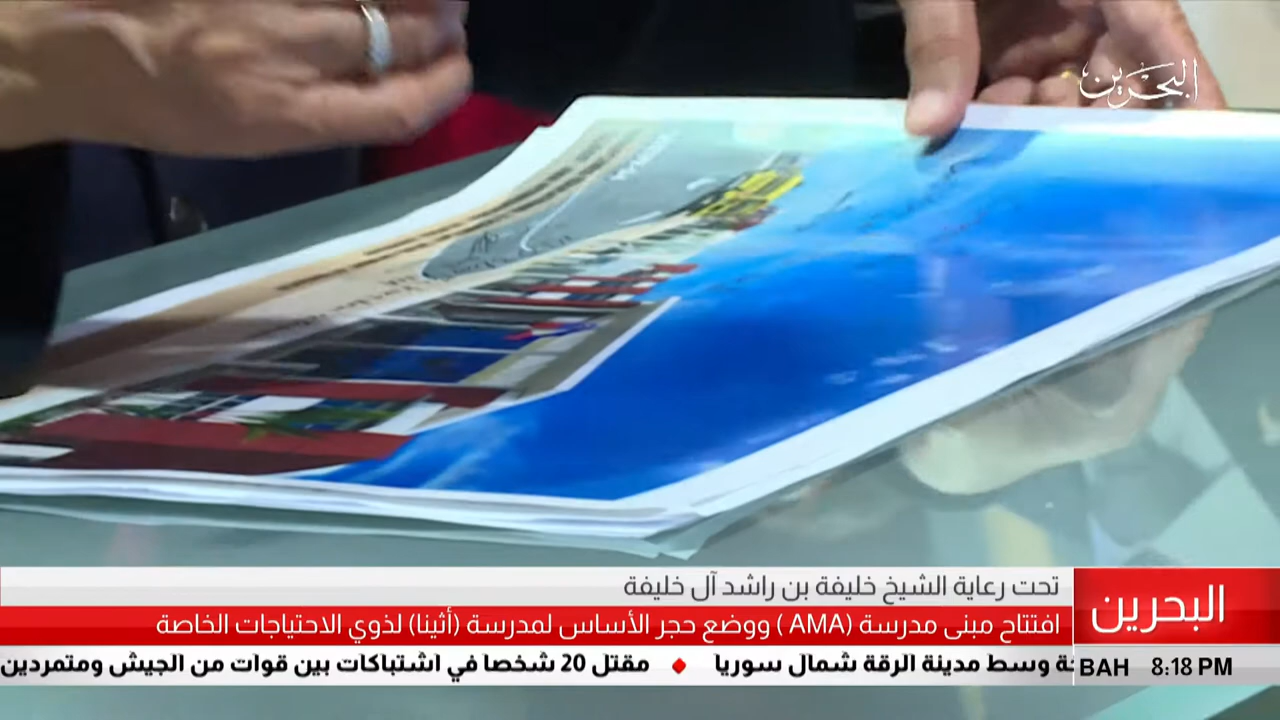 البحرين
تحت رعاية الشيخ خليفة بن راشد آل خليفة
البحرين
افتتاح مبنى مدرسة (AMA ) ووضع حجر الأساس لمدرسة (أثينا) لذوي الاحتياجات الخاصة
وسط مدينة الرقة شمال سوريا ♦ مقتل 20 شخصا في اشتباكات بين قوات من الجيش ومتمردين
BAH 8:18 PM